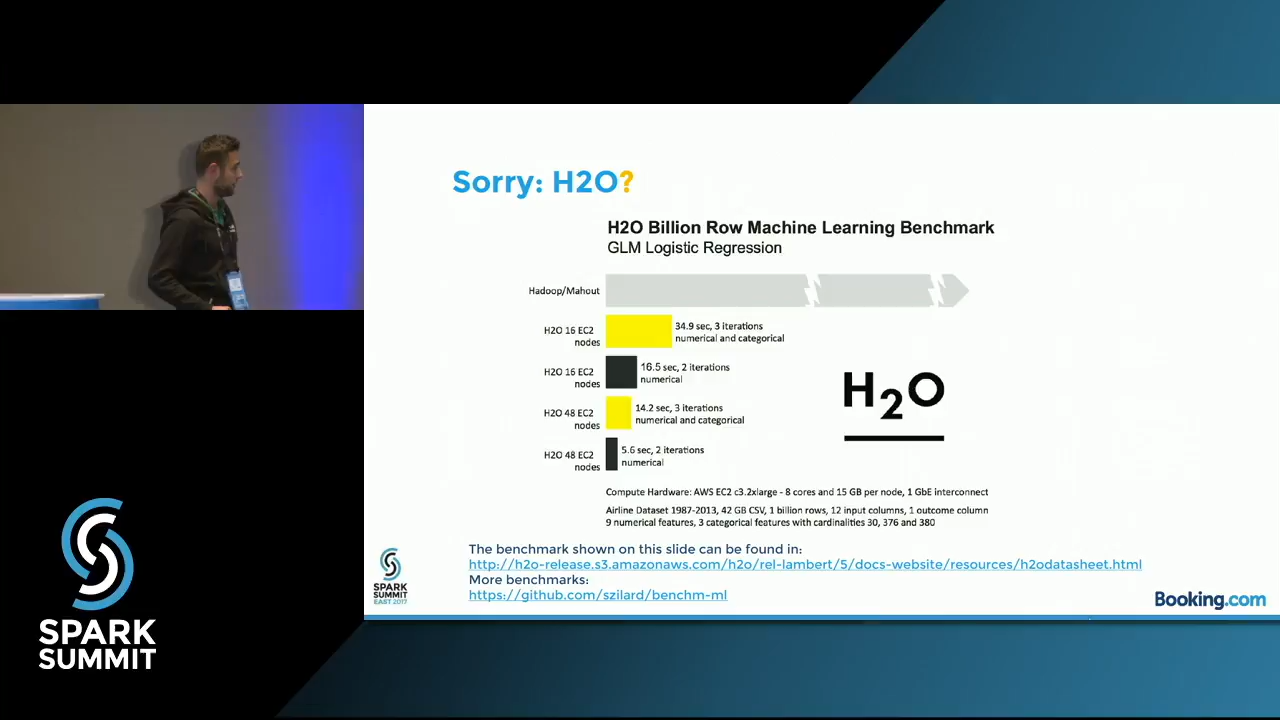 Sorry: H2O?
H2O Billion Row Machine Learning Benchmark
GLM Logistic Regression
Hadoop/Mahout
H2O 16 EC2
nodes
34.9 sec, 3 iterations
numerical and categorical
H2O 16 EC2
nodes
16.5 sec, 2 iterations
numerical
H2O 48 EC2
nodes
14.2 sec, 3 iterations
numerical and categorical
H2O 48 EC2
nodes
5.6 sec, 2 iterations
numerical
H2O
Compute Hardware: AWS EC2 c3.2xlarge - 8 cores and 15 GB per node, 1 GbE interconnect
Airline Dataset 1987-2013, 42 GB CSV, 1 billion rows, 12 input columns, 1 outcome column
9 numerical features, 3 categorical features with cardinalities 30, 376 and 380
The benchmark shown on this slide can be found in:
http://h2o-release.s3.amazonaws.com/h2o/rel-lambert/5/docs-website/resources/h2odatasheet.html
More benchmarks:
https://github.com/szilard/benchm-ml
SPARK
SUMMIT
EAST 2017
Booking.com
SPARK
SUMMIT